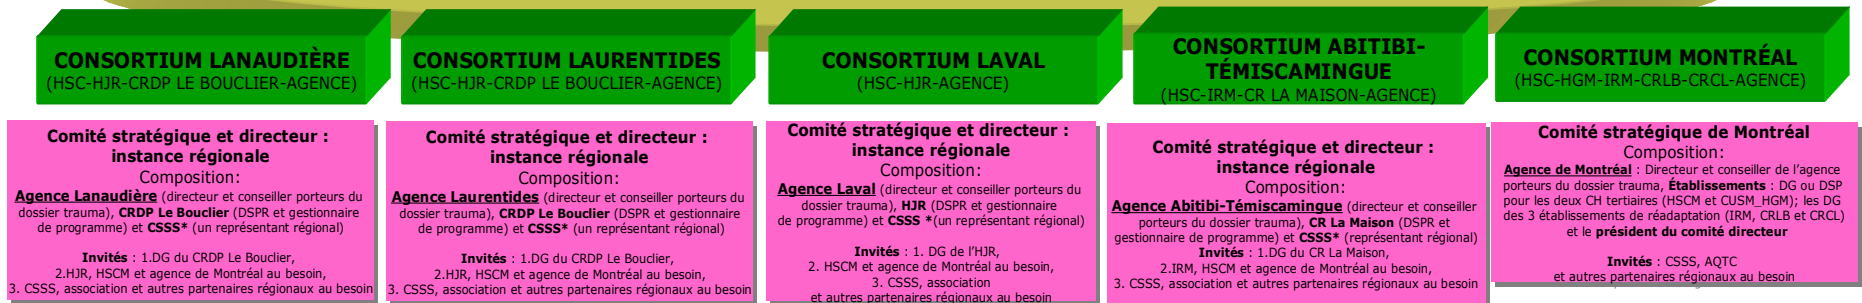 CONSORTIUM LANAUDIÈRE
(HSC-HJR-CRDP LE BOUCLIER-AGENCE)
CONSORTIUM LAURENTIDES
(HSC-HJR-CRDP LE BOUCLIER-AGENCE)
CONSORTIUM LAVAL
(HSC-HJR-AGENCE)
CONSORTIUM ABITIBI-
TÉMISCAMINGUE
(HSC-IRM-CR LA MAISON-AGENCE)
CONSORTIUM MONTRÉAL
(HSC-HGM-IRM-CRLB-CRCL-AGENCE)
Comité stratégique et directeur :
instance régionale
Composition:
Agence Lanaudière (directeur et conseiller porteurs du
dossier trauma), CRDP Le Bouclier (DSPR et gestionnaire
de programme) et CSSS* (un représentant régional)
Invités : 1.DG du CRDP Le Bouclier,
2.HJR, HSCM et agence de Montréal au besoin,
3. CSSS, association et autres partenaires régionaux au besoin
Comité stratégique et directeur :
instance régionale
Composition:
Agence Laurentides (directeur et conseiller porteurs du
dossier trauma), CRDP Le Bouclier (DSPR et gestionnaire
de programme) et CSSS* (un représentant régional)
Invités : 1.DG du CRDP Le Bouclier,
2.HJR, HSCM et agence de Montréal au besoin,
3. CSSS, association et autres partenaires régionaux au besoin
Comité stratégique et directeur :
instance régionale
Composition:
Agence Laval (directeur et conseiller porteurs du
dossier trauma), HJR (DSPR et gestionnaire
de programme) et CSSS *(un représentant régional)
Invités : 1. DG de l'HJR,
2. HSCM et agence de Montréal au besoin,
3. CSSS, association
et autres partenaires régionaux au besoin
Comité stratégique et directeur :
instance régionale
Composition:
Agence Abitibi-Témiscamingue (directeur et conseiller
porteurs du dossier trauma), CR La Maison (DSPR et
gestionnaire de programme) et CSSS* (représentant régional)
Invités : 1.DG du CR La Maison,
2.IRM, HSCM et agence de Montréal au besoin,
3. CSSS, association et autres partenaires régionaux au besoin
Comité stratégique de Montréal
Composition:
Agence de Montréal : Directeur et conseiller de l'agence
porteurs du dossier trauma, Établissements : DG ou DSP
pour les deux CH tertiaires (HSCM et CUSM_HGM); les DG
des 3 établissements de réadaptation (IRM, CRLB et CRCL)
et le président du comité directeur
Invités : CSSS, AQTC
et autres partenaires régionaux au besoin